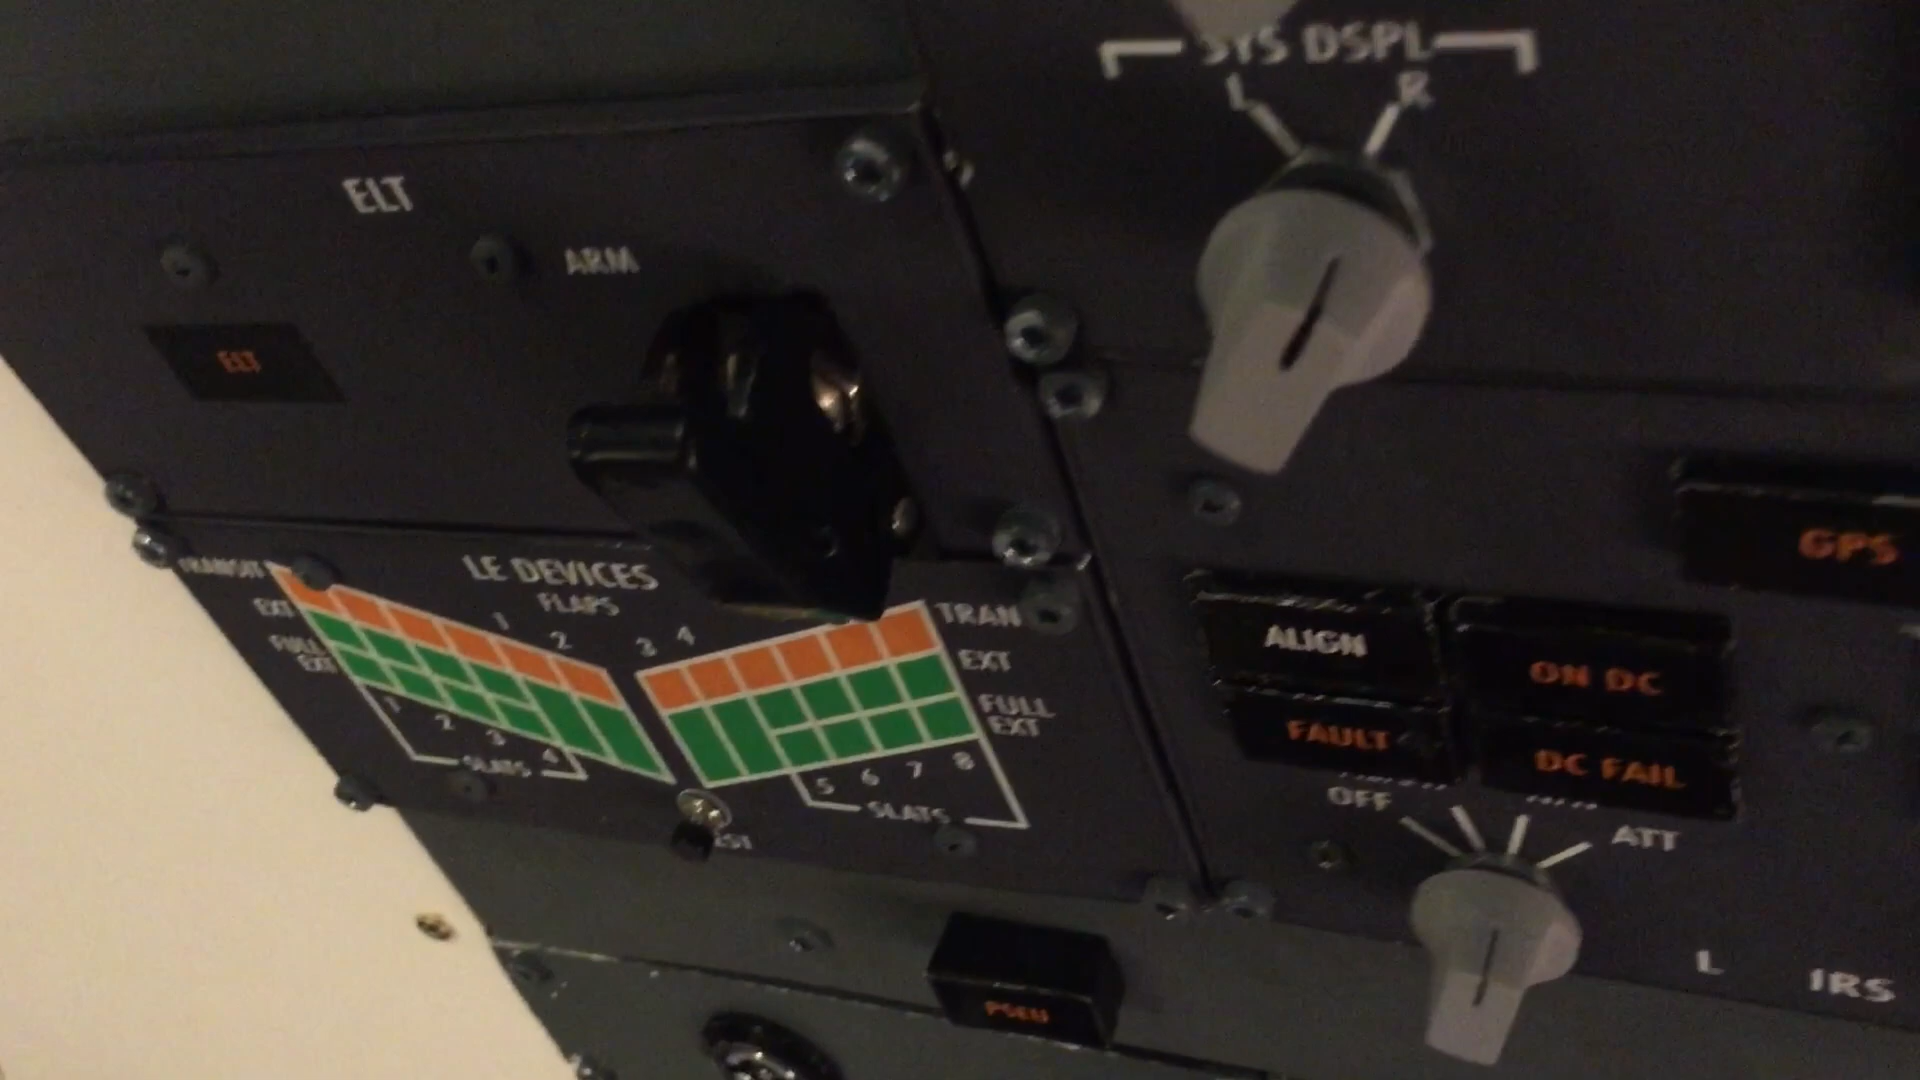 SYS DSPL
L R
ELT
ARM
ELT
GPS
LE DEVICES
FLAPS
TRANSIT
EXT
FULL
EXT
1
2
3
4
TRAN
EXT
FULL
EXT
1
2
3
4
SLATS
5
6
7
8
SLATS
ALIGN
ON DC
FAULT
DC FAIL
OFF
ATT
L
IRS
PSEU